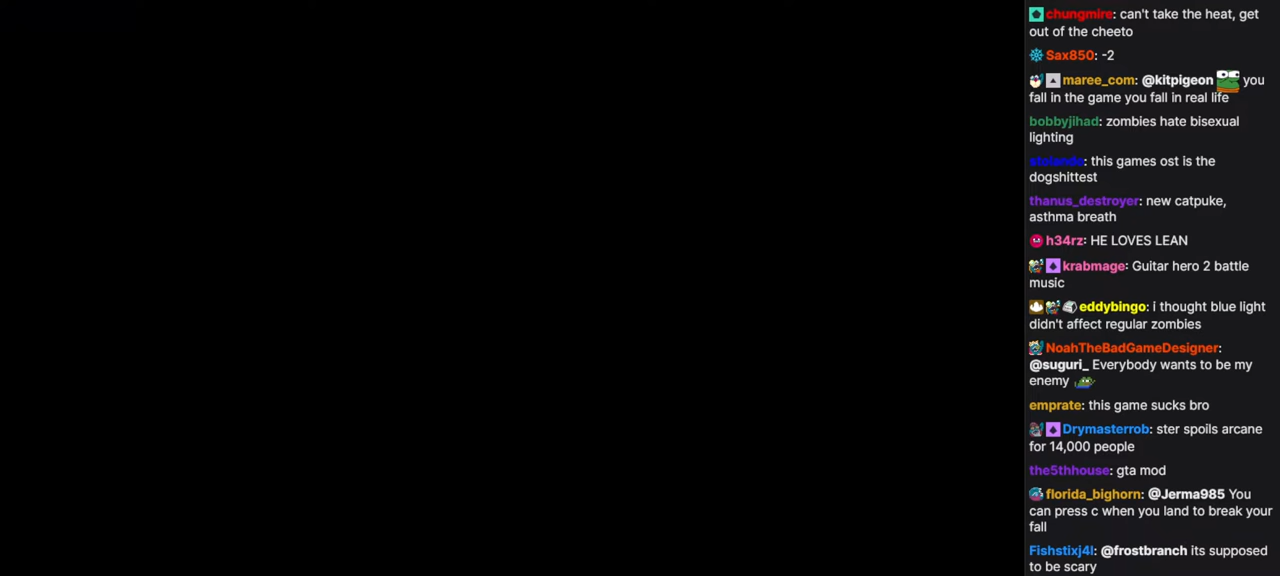 chungmire: can't take the heat, get
out of the cheeto
Sax850: -2
maree_com: @kitpigeon you
fall in the game you fall in real life
bobbyjihad: zombies hate bisexual
lighting
this games ost is the
dogshittest
thanus_destroyer: new catpuke,
asthma breath
h34rz: HE LOVES LEAN
krabmage: Guitar hero 2 battle
music
eddybingo: i thought blue light
didn't affect regular zombies
NoahTheBadGameDesigner:
@suguri_ Everybody wants to be my
enemy
emprate: this game sucks bro
Drymasterrob: ster spoils arcane
for 14,000 people
the5thhouse: gta mod
florida_bighorn: @Jerma985 You
can press c when you land to break your
fall
Fishstixj4l: @frostbranch its supposed
to be scary